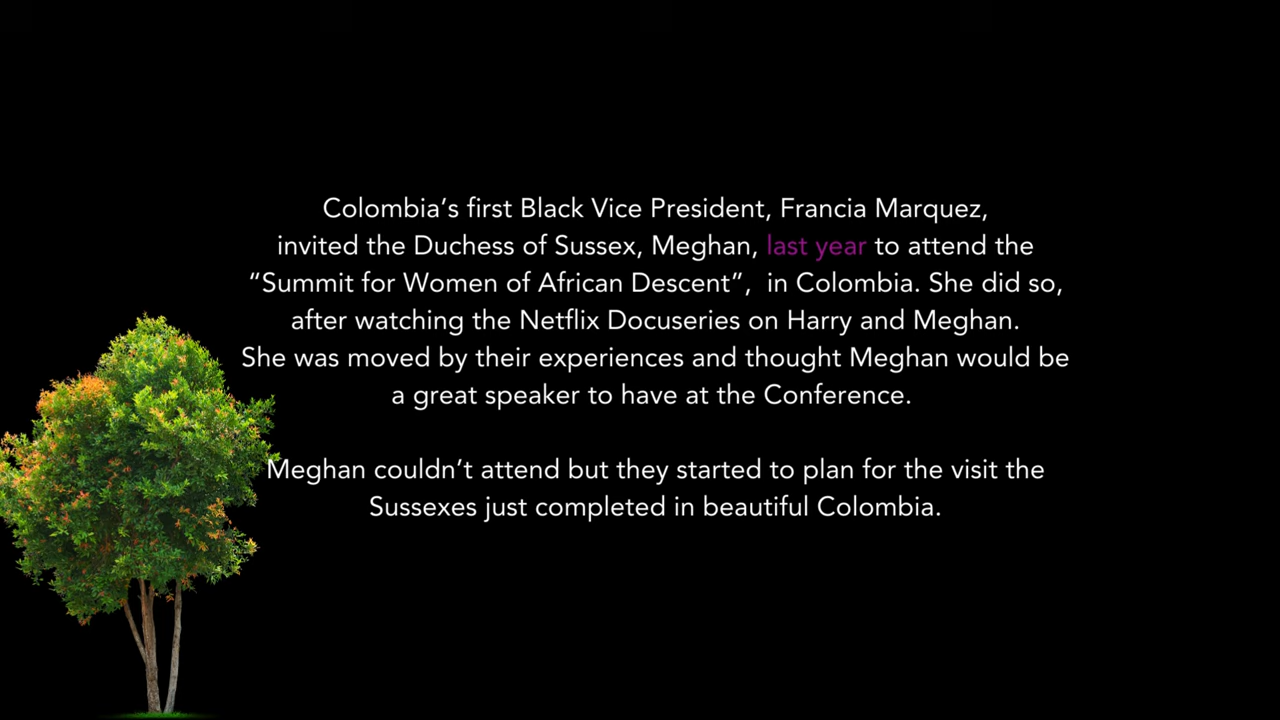 Colombia’s first Black Vice President, Francia Marquez,
invited the Duchess of Sussex, Meghan, last year to attend the
“Summit for Women of African Descent”,  in Colombia. She did so,
after watching the Netflix Docuseries on Harry and Meghan.
She was moved by their experiences and thought Meghan would be
a great speaker to have at the Conference.
Meghan couldn’t attend but they started to plan for the visit the
Sussexes just completed in beautiful Colombia.